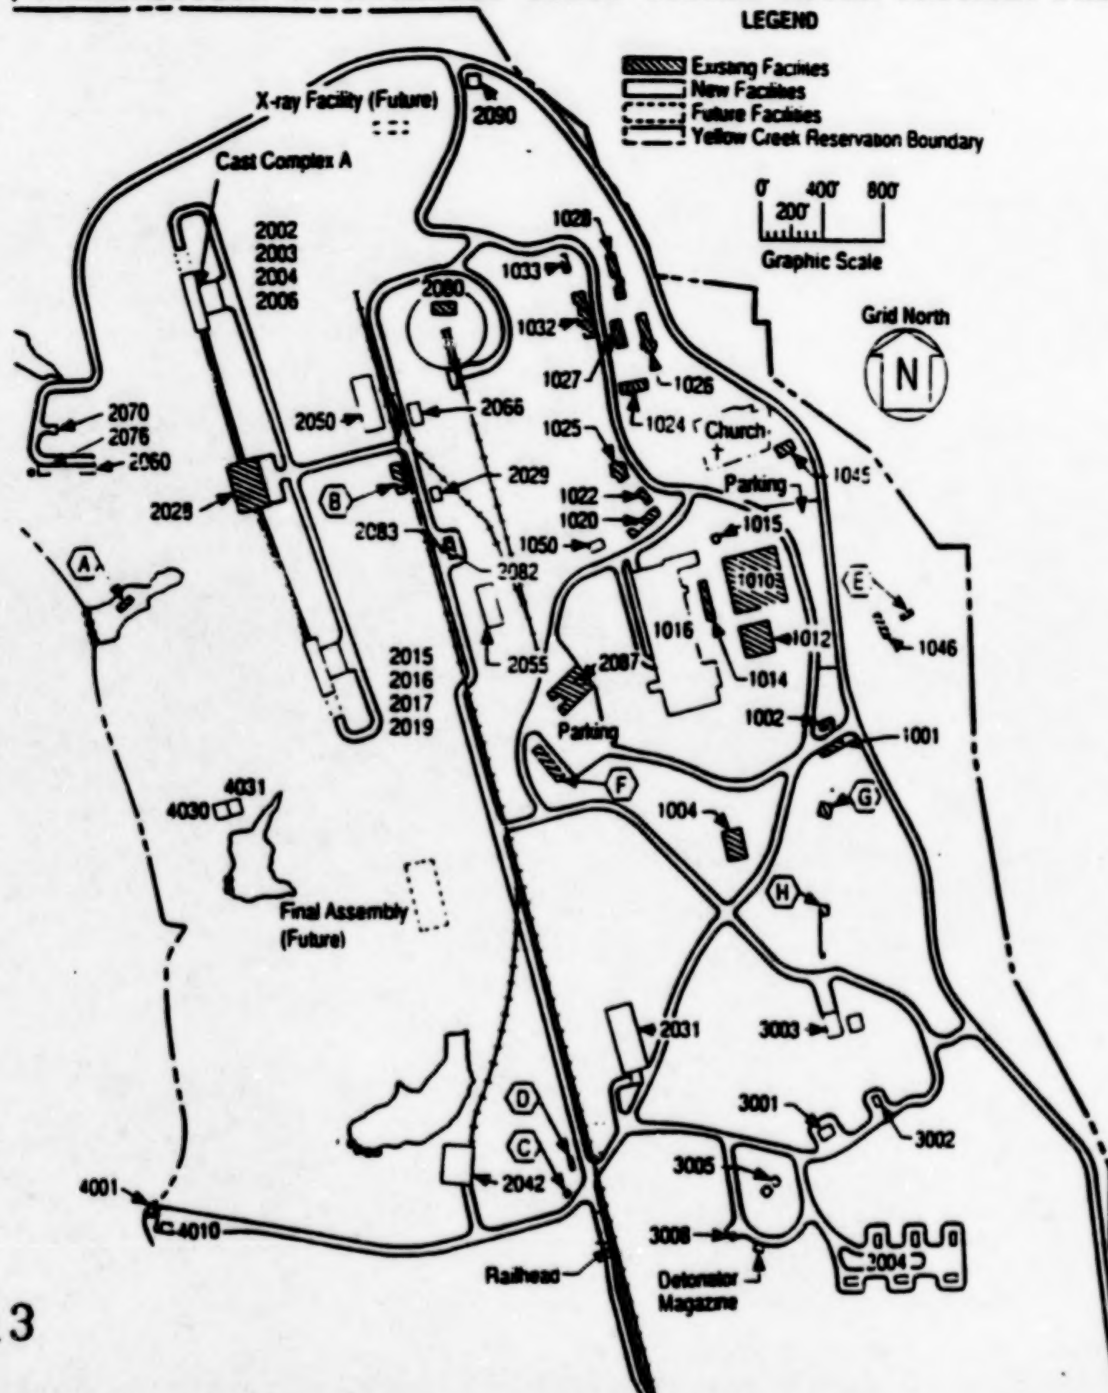 LEGEND
Existing Facilities
New Facilities
Future Facilities
Yellow Creek Reservation Boundary
0' 400' 800'
200'
Graphic Scale
Grid North
N
X-ray Facility (Future)
2090
Cast Complex A
2002
2003
2004
2006
1028
1033
2080
1032
1027
1026
1024
Church
1025
1045
Parking
2070
2076
2060
2050
2066
2029
B
2028
2083
2082
1022
1020
1050
1015
A
1010
E
1016
1012
1046
2055
2087
1014
2015
2016
2017
2019
1002
1001
Parking
F
G
4031
4030
1004
H
Final Assembly
(Future)
2031
3003
D
C
3001
3002
2042
3005
4001
4010
3008
3004
Railhead
Detonator
Magazine
3